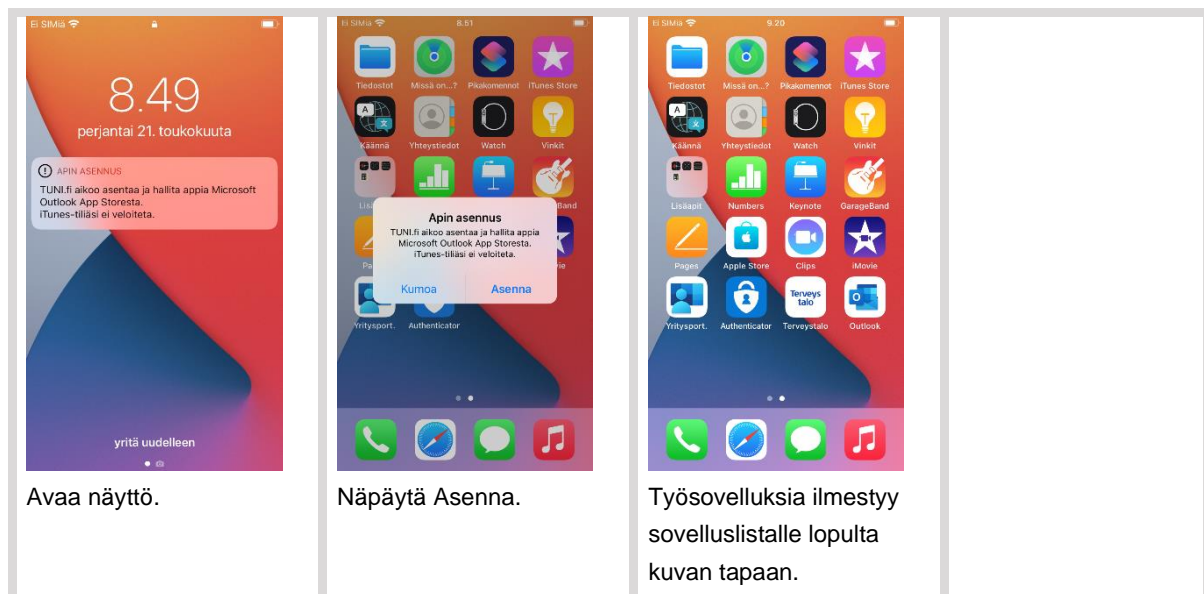 Ei SIMiä
8.49
perjantai 21. toukokuuta
APIN ASENNUS
TUNI.fi aikoo asentaa ja hallita appia Microsoft
Outlook App Storesta.
iTunes-tiliäsi ei veloiteta.
yritä uudelleen
Avaa näyttö.
Ei SIMiä 8.51
Tiedostot Missä on...? Pikakomennot iTunes Store
Käännä Yhteystiedot Watch Vinkit
Apin asennus
TUNI.fi aikoo asentaa ja hallita appia
Microsoft Outlook App Storesta.
iTunes-tiliäsi ei veloiteta.
Kumoa Asenna
Yritysport. Authenticator
Näpäytä Asenna.
Ei SIMiä 9.20
Tiedostot Missä on...? Pikakomennot iTunes Store
Käännä Yhteystiedot Watch Vinkit
Lisäapit Numbers Keynote GarageBand
Pages Apple Store Clips iMovie
Terveys
talo
Yritysport. Authenticator Terveystalo Outlook
Työsovelluksia ilmestyy
sovelluslistalle lopulta
kuvan tapaan.